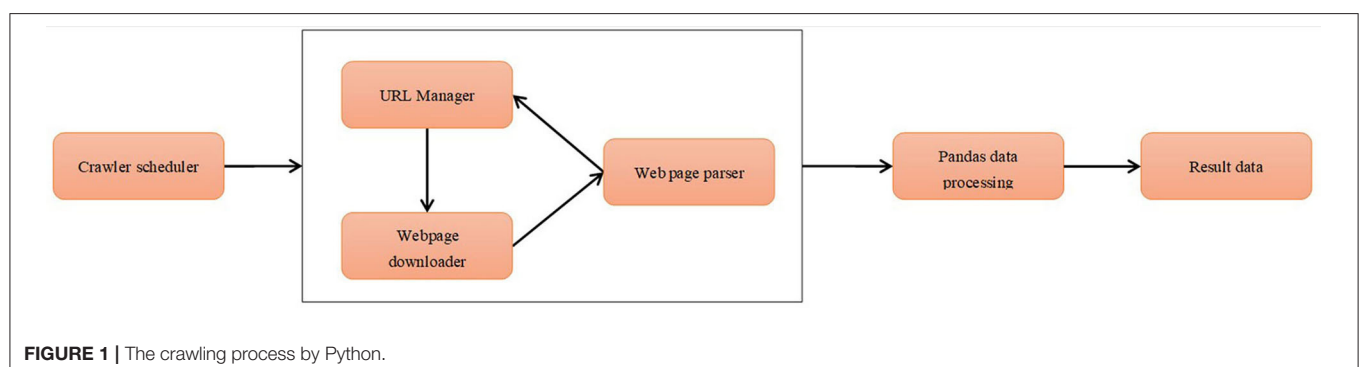 Crawler scheduler
URL Manager
Webpage
downloader
Web page parser
Pandas data
processing
Result data
FIGURE 1 | The crawling process by Python.